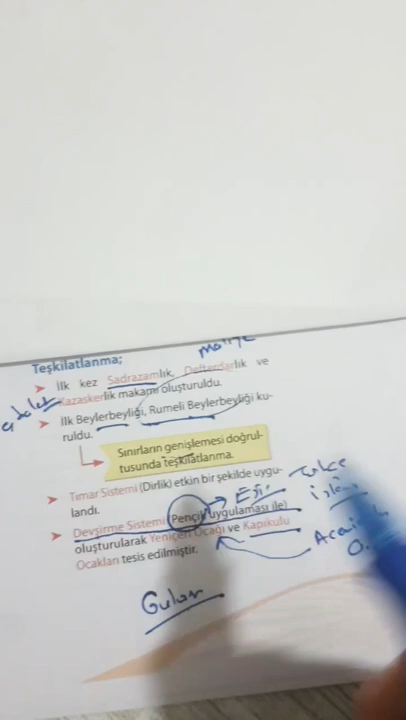 Teşkilatlanma;
maliye
➤ İlk kez Sadrazamlık, Defterdarlık ve
Kazaskerlik makamı oluşturuldu.
➤ İlk Beylerbeyliği, Rumeli Beylerbeyliği ku-
ruldu.
Sınırların genişlemesi doğrul-
tusunda teşkilatlanma.
➤ Tımar Sistemi (Dirlik) etkin bir şekilde uygu-
landı.
➤ Devşirme Sistemi (Pençik uygulaması ile)
oluşturularak Yeniçeri Ocağı ve Kapıkulu
Ocakları tesis edilmiştir.
Gulam